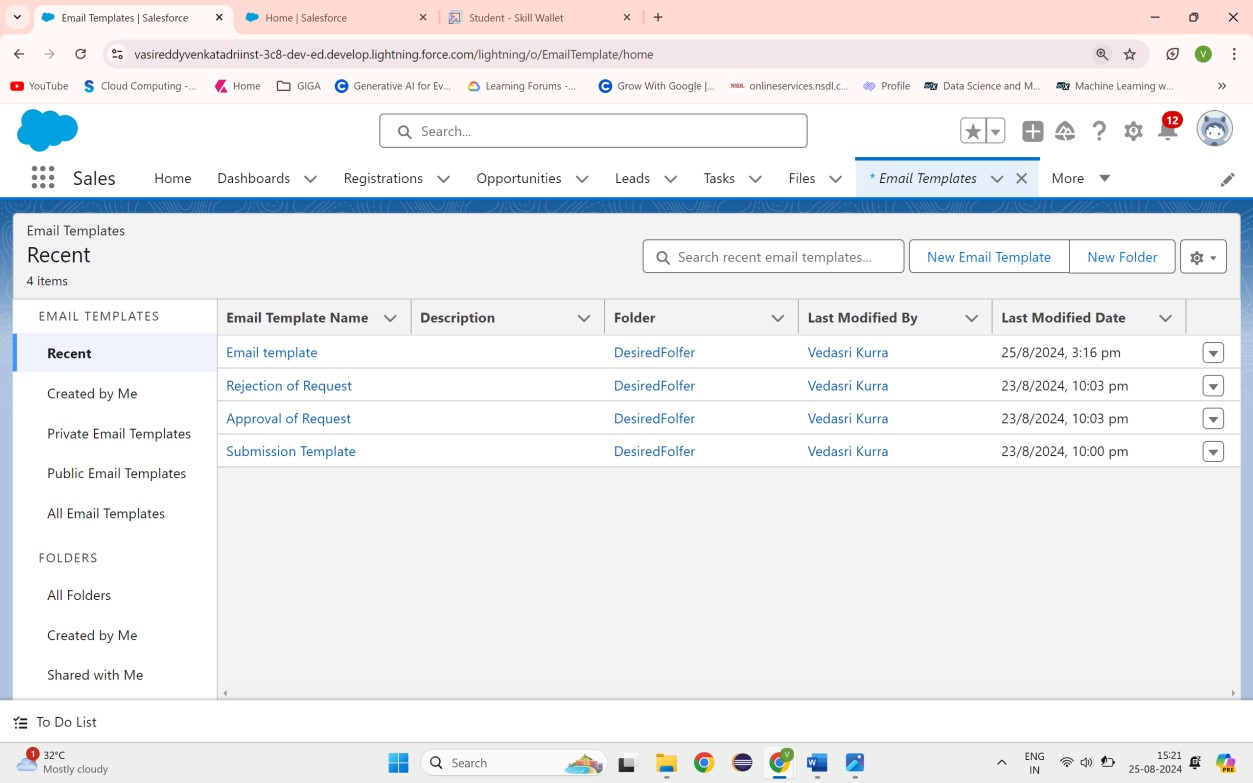 Email Templates | Salesforce
Home | Salesforce
Student - Skill Wallet
vasireddyvenkatadriinst-3c8-dev-ed.develop.lightning.force.com/lightning/o/EmailTemplate/home
V
YouTube
Cloud Computing -...
Home
GIGA
Generative AI for Ev...
Learning Forums -...
Grow With Google |...
NSDL onlineservices.nsdl.c...
Profile
Data Science and M...
Machine Learning w...
»
Search...
12
Sales
Home
Dashboards
Registrations
Opportunities
Leads
Tasks
Files
* Email Templates
More
Email Templates
Recent
4 items
Search recent email templates...
New Email Template
New Folder
EMAIL TEMPLATES
Recent
Created by Me
Private Email Templates
Public Email Templates
All Email Templates
FOLDERS
All Folders
Created by Me
Shared with Me
Email Template Name Description Folder Last Modified By Last Modified Date
Email template DesiredFolfer Vedasri Kurra 25/8/2024, 3:16 pm
Rejection of Request DesiredFolfer Vedasri Kurra 23/8/2024, 10:03 pm
Approval of Request DesiredFolfer Vedasri Kurra 23/8/2024, 10:03 pm
Submission Template DesiredFolfer Vedasri Kurra 23/8/2024, 10:00 pm
To Do List
1
32°C
Mostly cloudy
Search
V
W
ENG
IN
15:21
25-08-2024
PRE